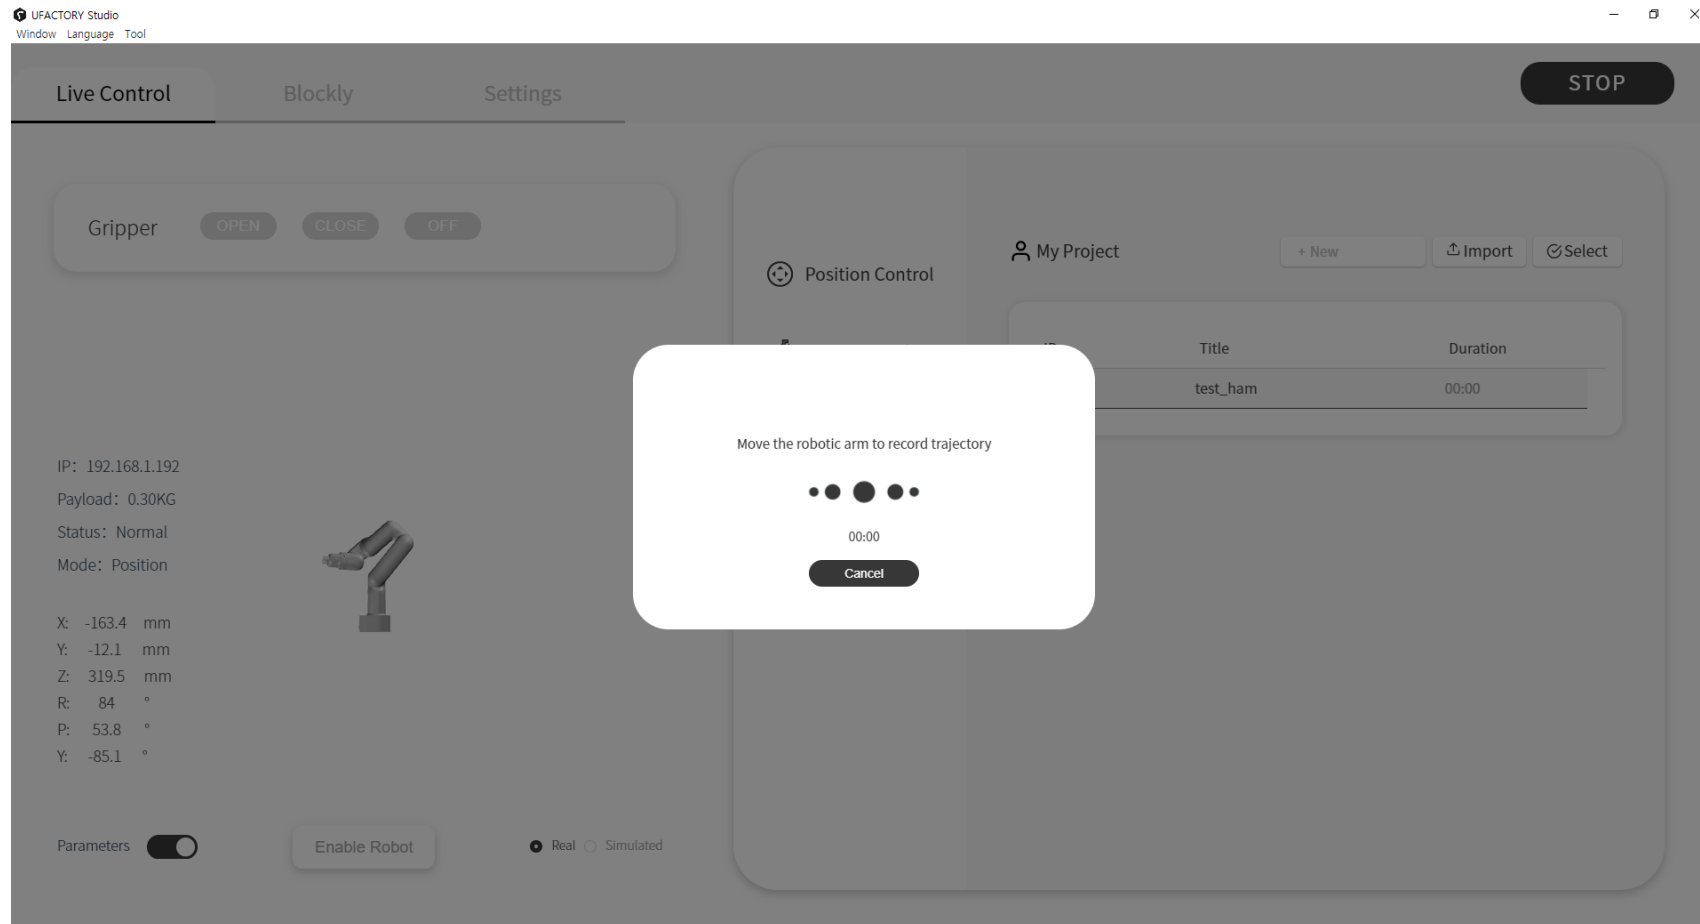 UFACTORY Studio
Window Language Tool
Live Control Blockly Settings STOP
Gripper OPEN CLOSE OFF
My Project + New Import Select
Position Control
Title Duration
test_ham 00:00
Move the robotic arm to record trajectory
00:00
Cancel
IP: 192.168.1.192
Payload: 0.30KG
Status: Normal
Mode: Position
X: -163.4 mm
Y: -12.1 mm
Z: 319.5 mm
R: 84 °
P: 53.8 °
Y: -85.1 °
Parameters Enable Robot Real Simulated